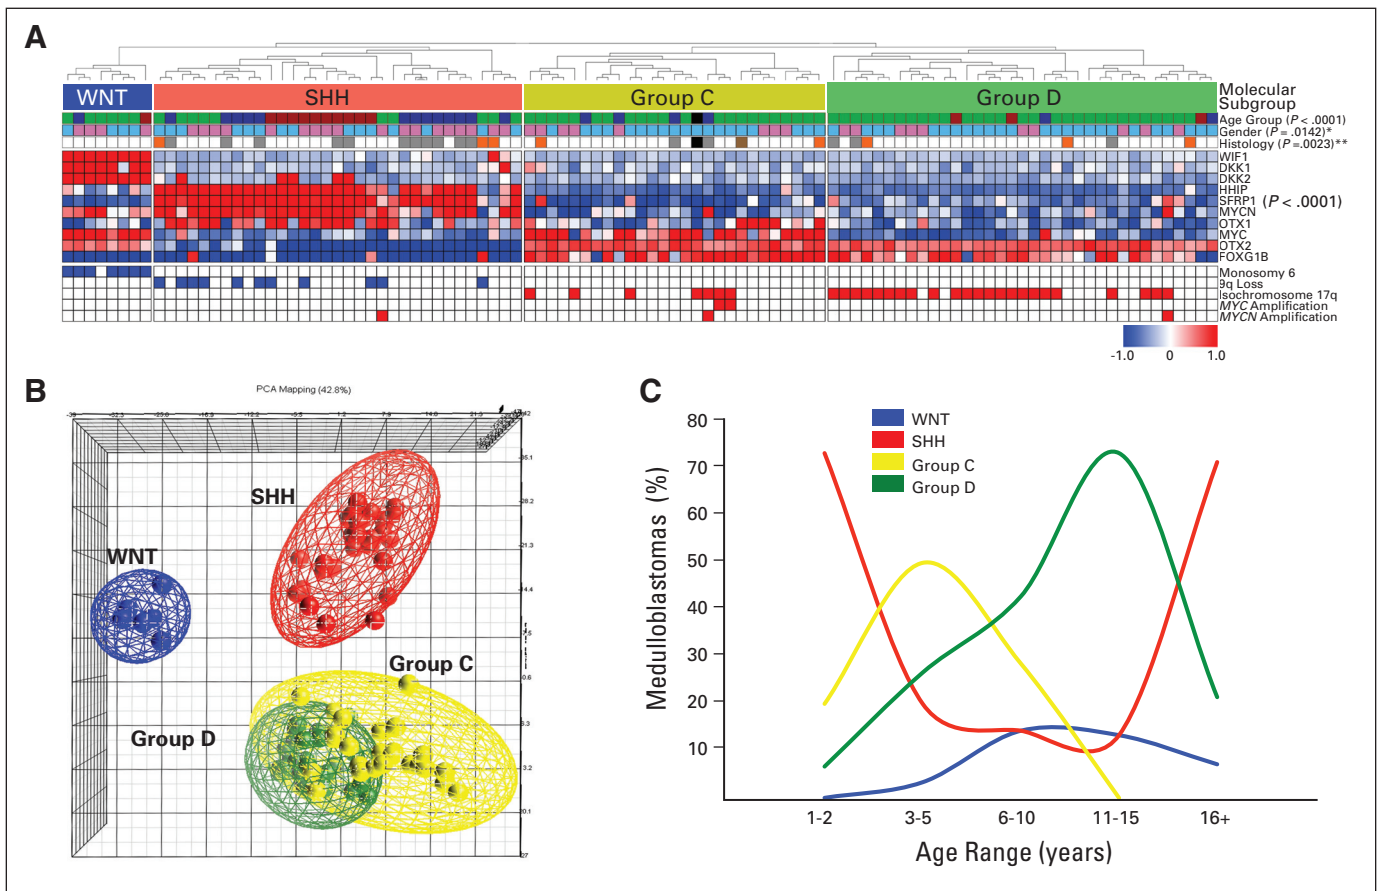 A
WNT
SHH
Group C
Group D
Molecular
Subgroup
Age Group (P < .0001)
Gender (P = .0142)*
Histology (P =.0023)**
WIF1
DKK1
DKK2
HHIP
SFRP1 (P < .0001)
MYCN
OTX1
MYC
OTX2
FOXG1B
Monosomy 6
9q Loss
Isochromosome 17q
MYC Amplification
MYCN Amplification
-1.0 0 1.0
B
PCA Mapping (42.8%)
SHH
WNT
Group C
Group D
C
WNT
SHH
Group C
Group D
80
70
60
50
40
30
20
10
Medulloblastomas (%)
1-2 3-5 6-10 11-15 16+
Age Range (years)